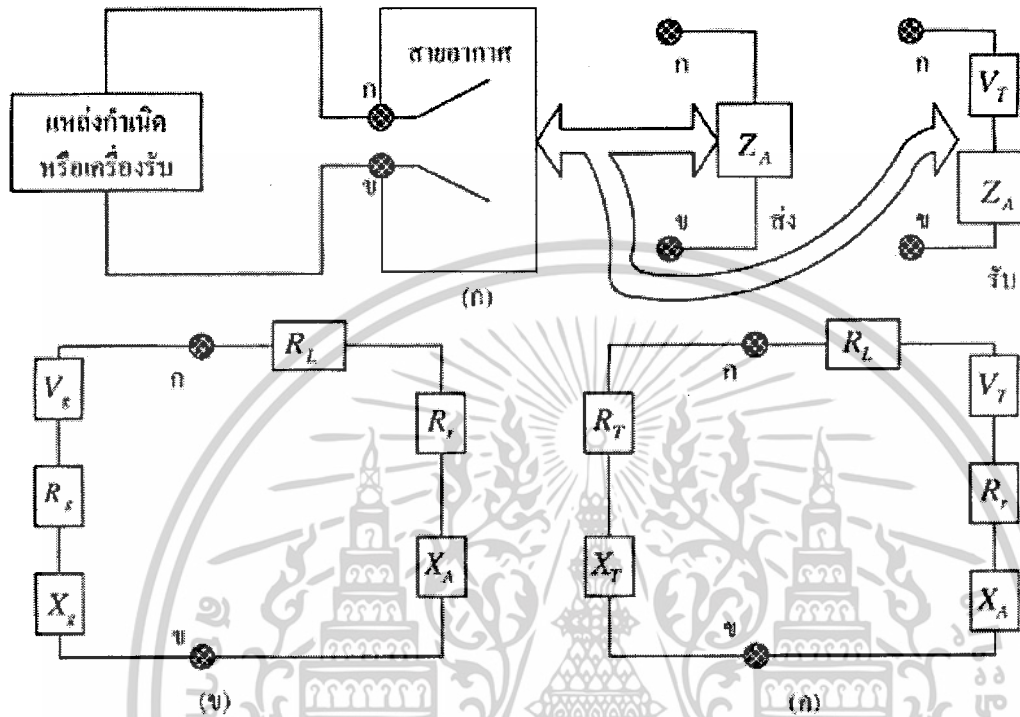 แหล่งกำเนิด
หรือเครื่องรับ
ก
ข
สายอากาศ
(ก)
ก
Z_A
ข
ส่ง
ก
V_T
Z_A
ข
รับ
V_g
R_g
X_g
ก
R_L
R_r
X_A
ข
(ข)
R_T
X_T
ก
R_L
V_T
R_r
X_A
ข
(ค)